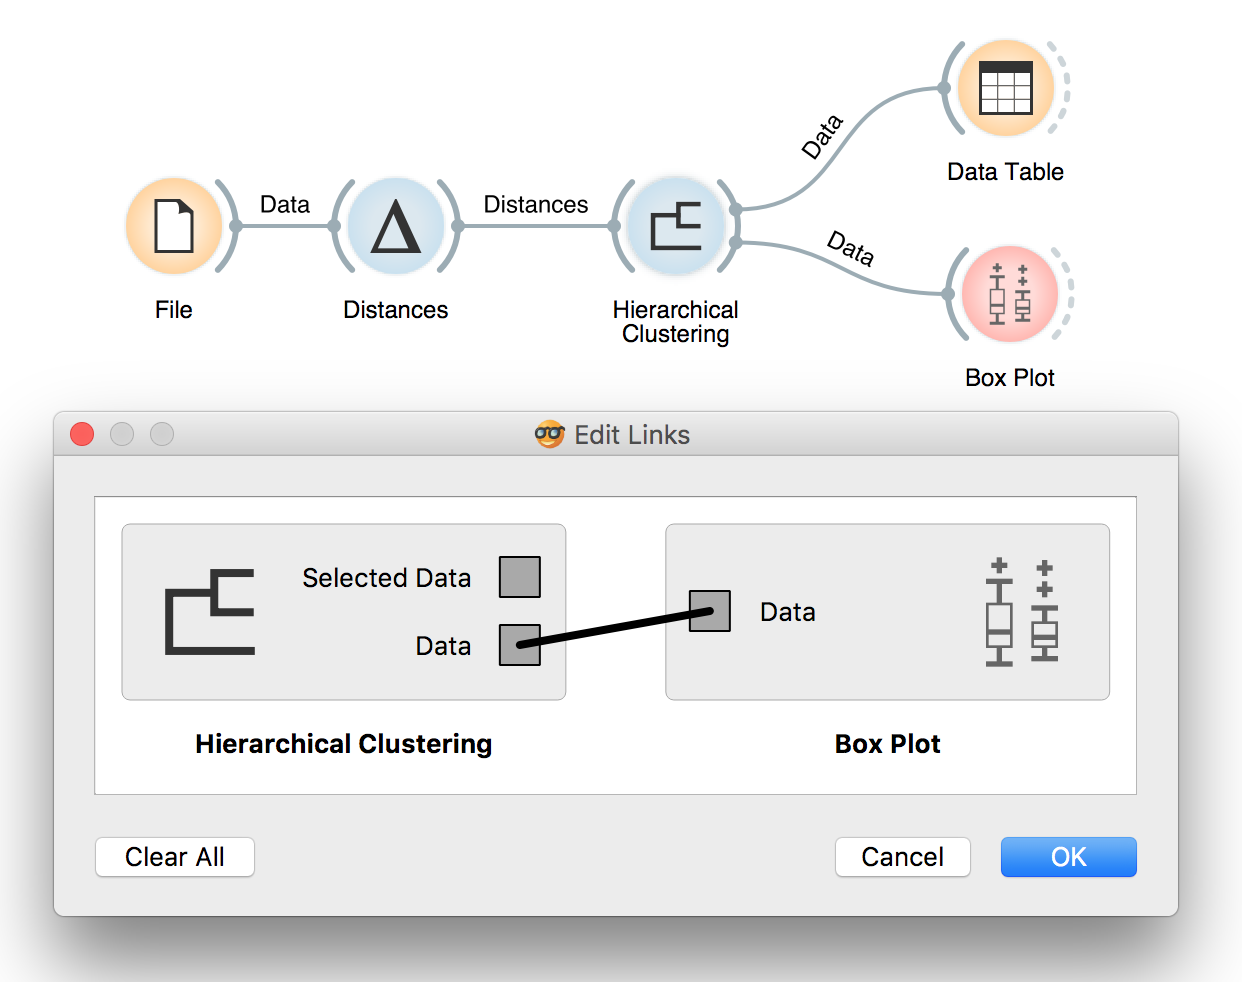 Data
Data Table
Data
Distances
Data
File
Distances
Hierarchical
Clustering
Box Plot
Edit Links
Selected Data
Data
Data
Hierarchical Clustering
Box Plot
Clear All
Cancel
OK